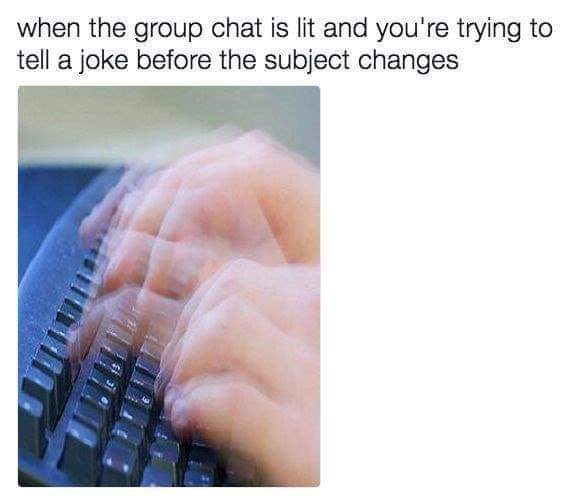 when the group chat is lit and you're trying to
tell a joke before the subject changes